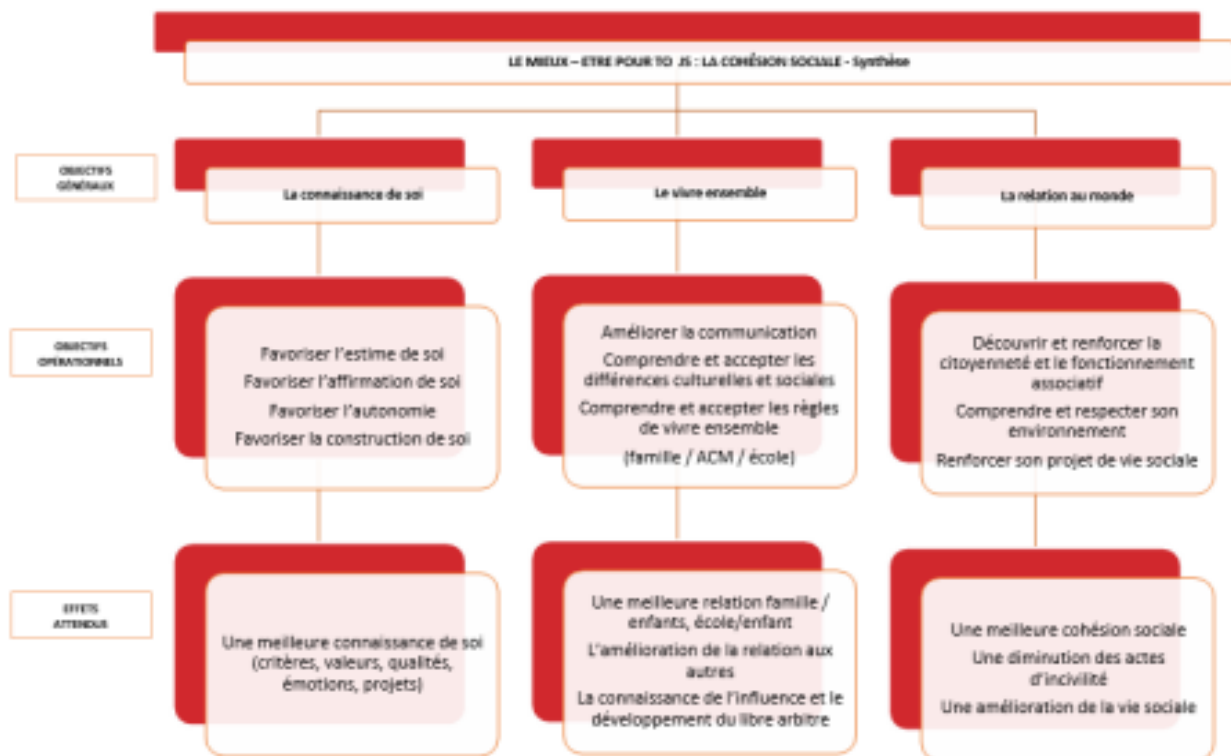 LE MIEUX – ETRE POUR TO US : LA COHÉSION SOCIALE - Synthèse
OBJECTIFS
GÉNÉRAUX
La connaissance de soi
Le vivre ensemble
La relation au monde
OBJECTIFS
OPÉRATIONNELS
Favoriser l'estime de soi
Favoriser l'affirmation de soi
Favoriser l'autonomie
Favoriser la construction de soi
Améliorer la communication
Comprendre et accepter les
différences culturelles et sociales
Comprendre et accepter les règles
de vivre ensemble
(famille / ACM / école)
Découvrir et renforcer la
citoyenneté et le fonctionnement
associatif
Comprendre et respecter son
environnement
Renforcer son projet de vie sociale
EFFETS
ATTENDUS
Une meilleure connaissance de soi
(critères, valeurs, qualités,
émotions, projets)
Une meilleure relation famille /
enfants, école/enfant
L'amélioration de la relation aux
autres
La connaissance de l'influence et le
développement du libre arbitre
Une meilleure cohésion sociale
Une diminution des actes
d'incivilité
Une amélioration de la vie sociale